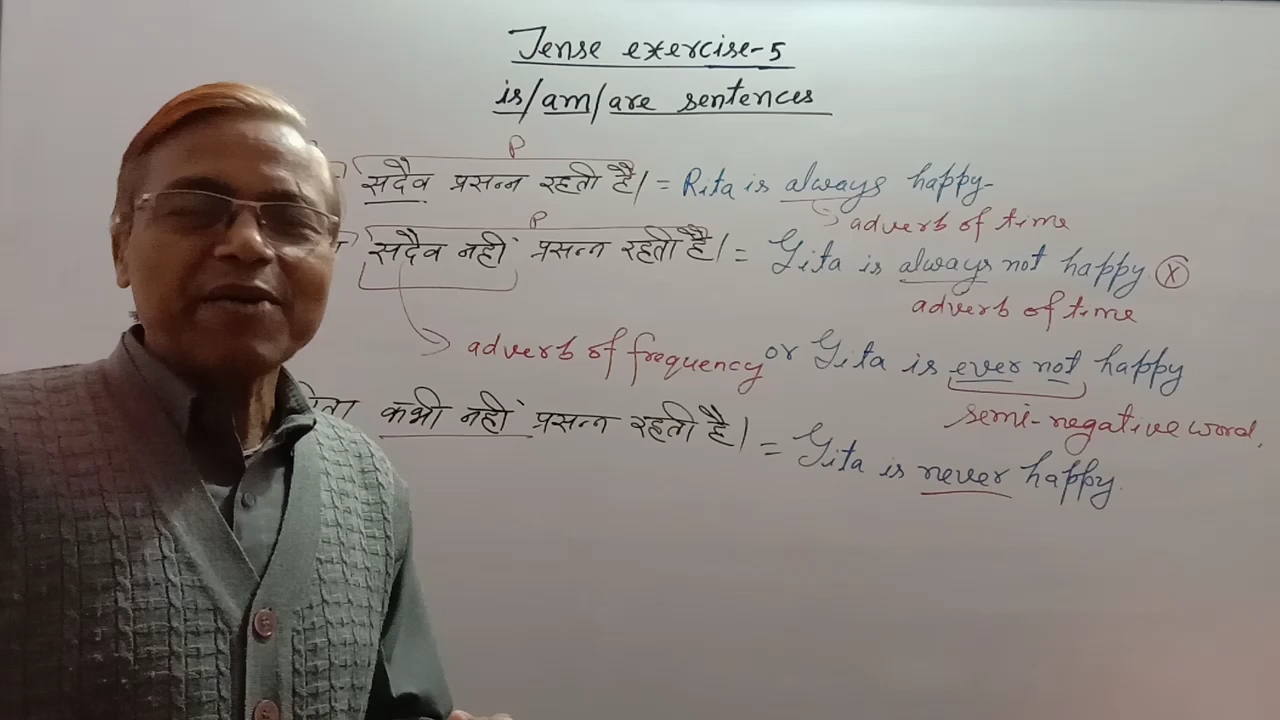 Tense exercise-5
is/am/are sentences
P
सदैव प्रसन्न रहती है। = Rita is always happy-
adverb of time
P
सदैव नहीं प्रसन्न रहती है। = Gita is always not happy (x)
adverb of time
adverb of frequency or Gita is ever not happy
semi-negative word,
कभी नहीं प्रसन्न रहती है। = Gita is never happy.